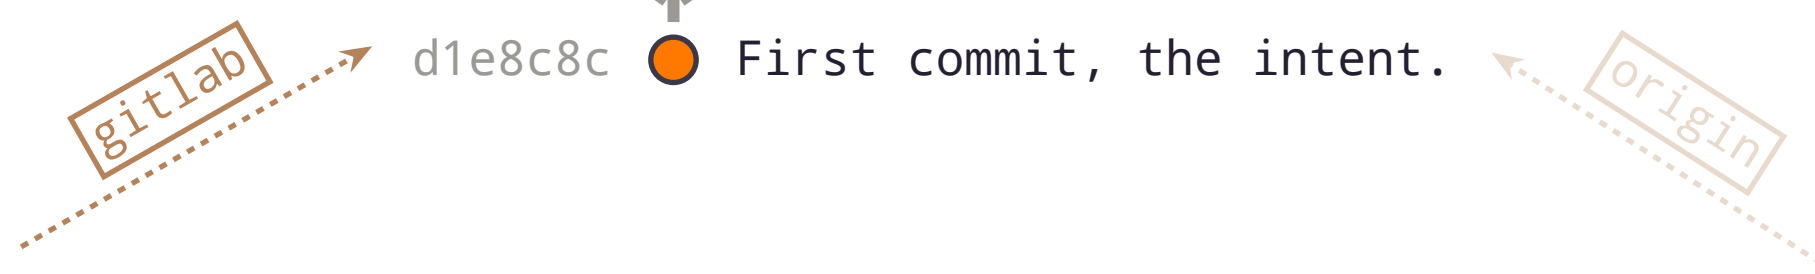 gitlab
d1e8c8c First commit, the intent.
origin